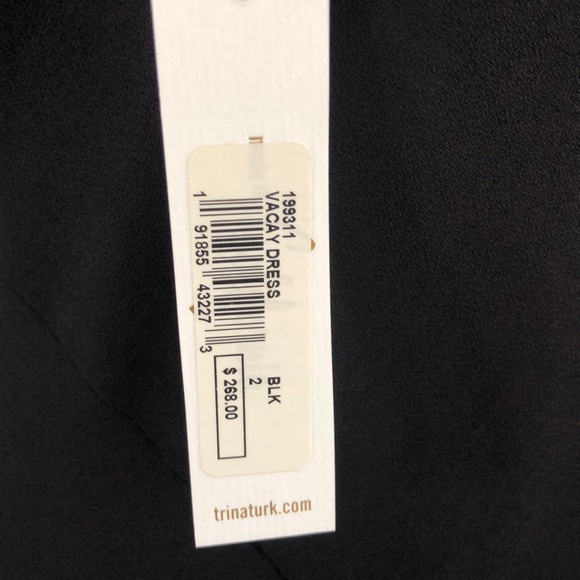 199311
VACAY DRESS
1 91855 43227 3
BLK
2
$ 268.00
trinaturk.com